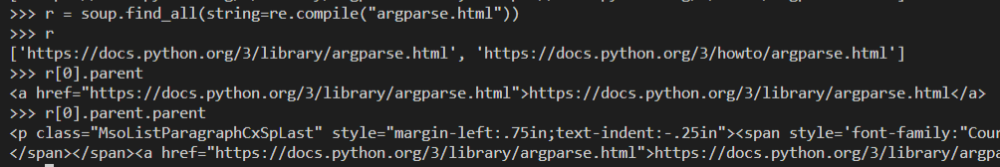 >>> r = soup.find_all(string=re.compile("argparse.html"))
>>> r
['https://docs.python.org/3/library/argparse.html', 'https://docs.python.org/3/howto/argparse.html']
>>> r[0].parent
<a href="https://docs.python.org/3/library/argparse.html">https://docs.python.org/3/library/argparse.html</a>
>>> r[0].parent.parent
<p class="MsoListParagraphCxSpLast" style="margin-left:.75in;text-indent:-.25in"><span style='font-family:"Cour
</span></span><a href="https://docs.python.org/3/library/argparse.html">https://docs.python.org/3/library/argp